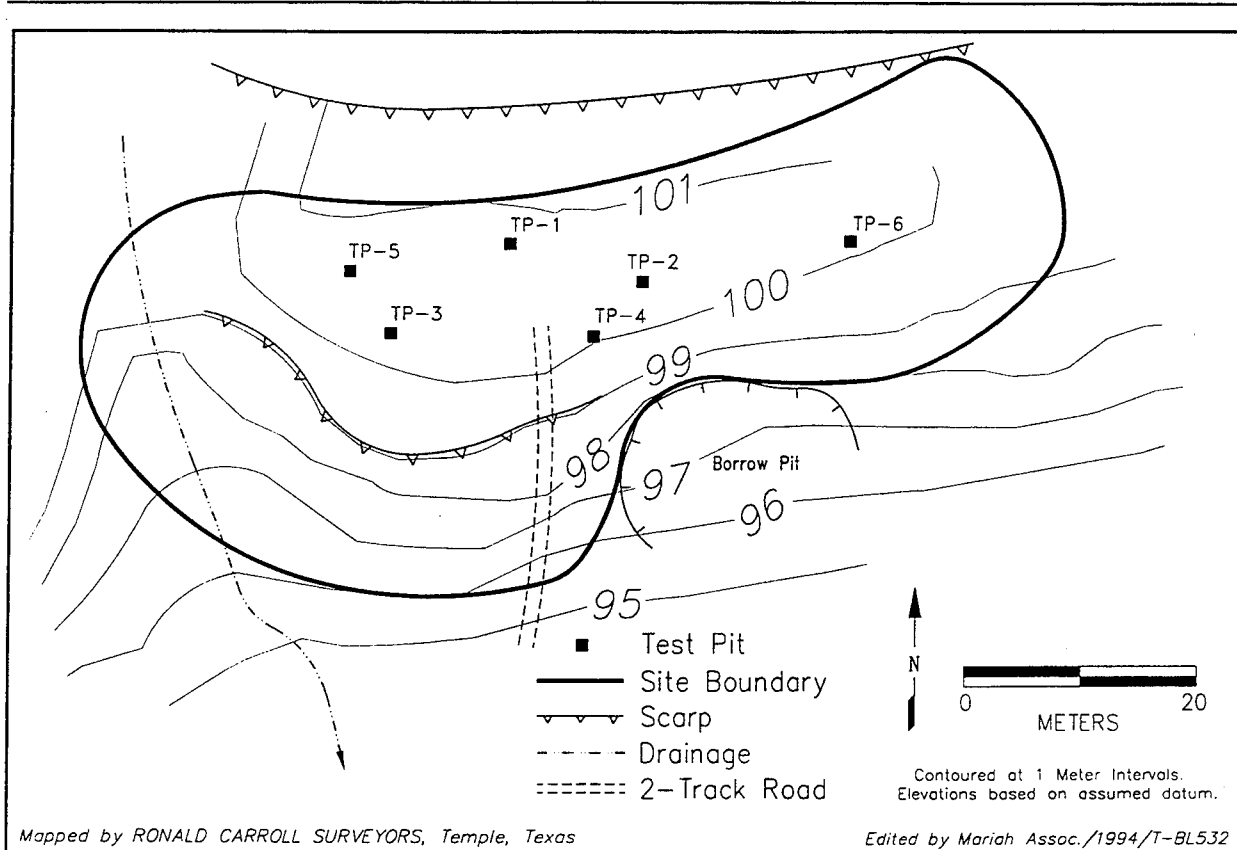 101
TP-1
TP-6
TP-5
TP-2
100
TP-3
TP-4
99
98
97
Borrow Pit
96
95
Test Pit
Site Boundary
Scarp
Drainage
2-Track Road
N
0
20
METERS
Contoured at 1 Meter Intervals.
Elevations based on assumed datum.
Mapped by RONALD CARROLL SURVEYORS, Temple, Texas
Edited by Mariah Assoc./1994/T-BL532